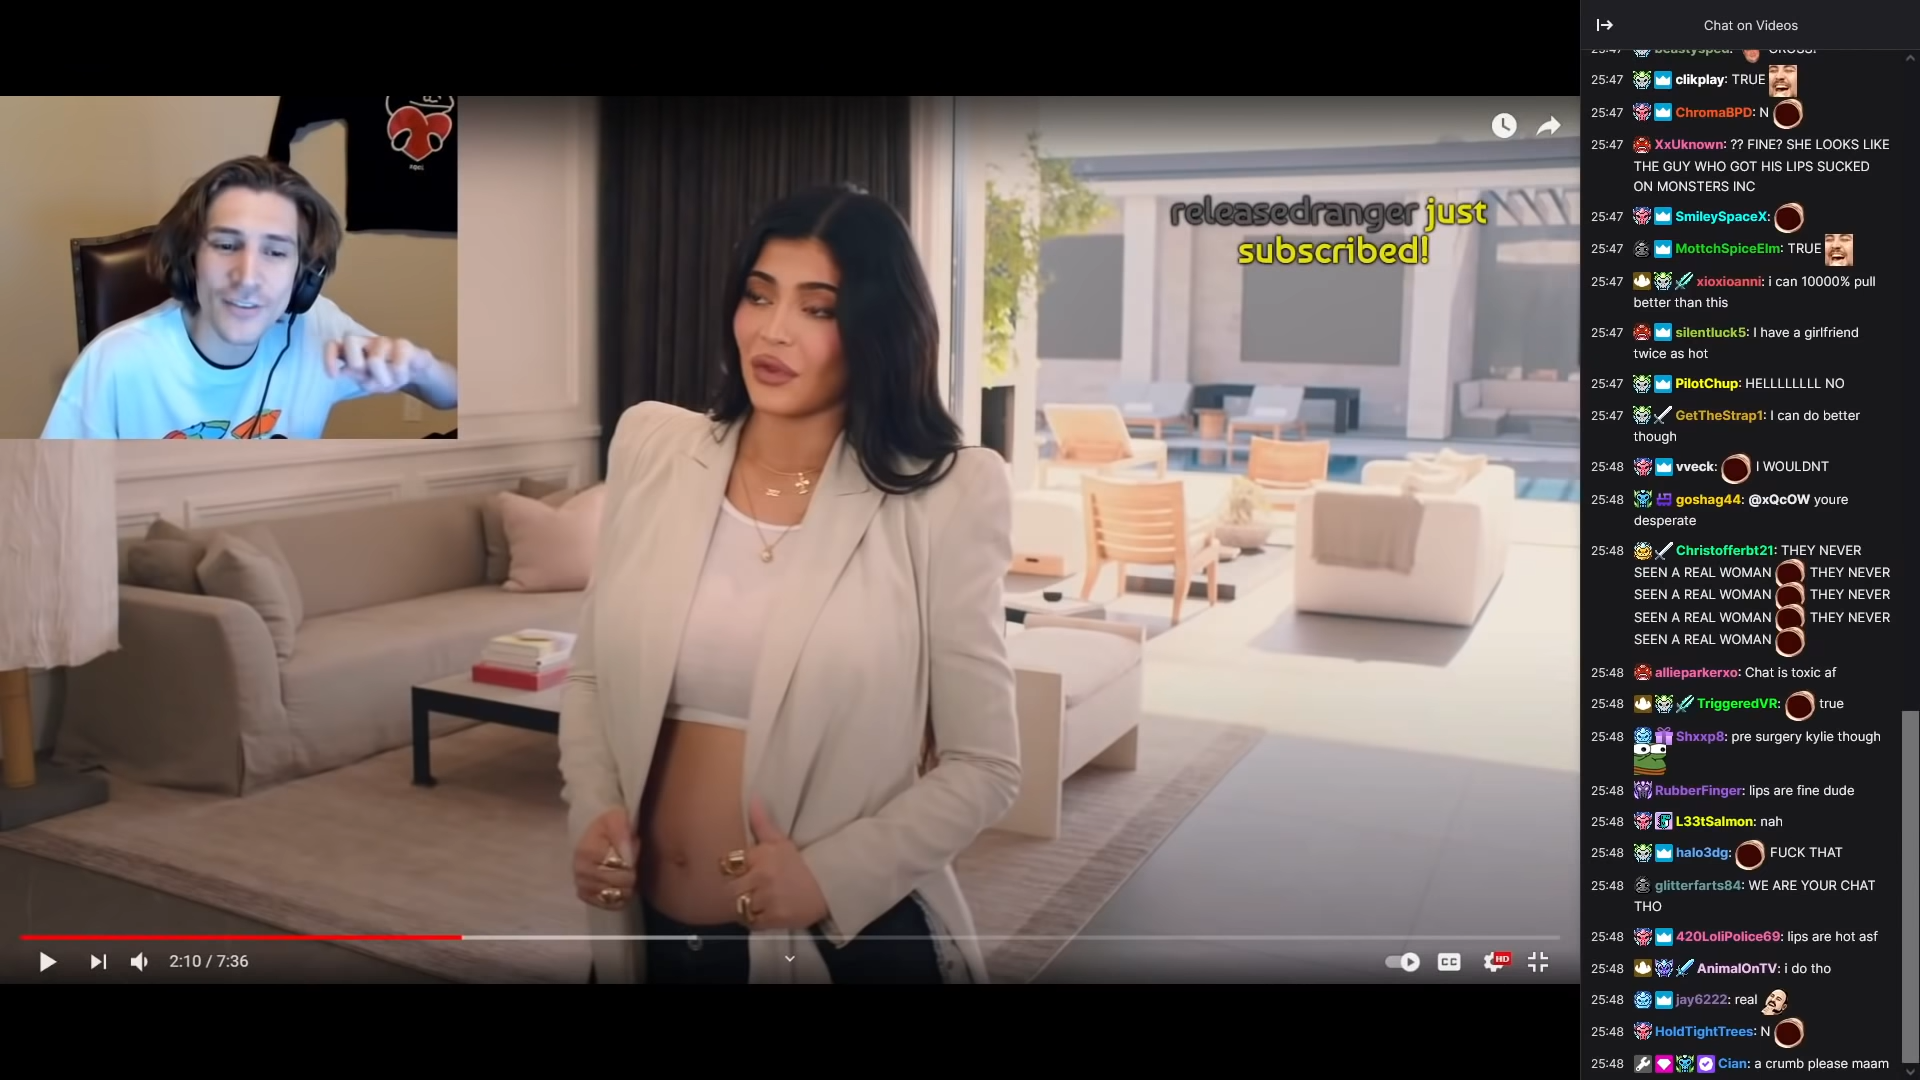 releasedranger just
subscribed!
2:10 / 7:36
CC
HD
Chat on Videos
25:47 clikplay: TRUE
25:47 ChromaBPD: N
25:47 XxUknown: ?? FINE? SHE LOOKS LIKE
THE GUY WHO GOT HIS LIPS SUCKED
ON MONSTERS INC
25:47 SmileySpaceX:
25:47 MottchSpiceElm: TRUE
25:47 xioxioanni: i can 10000% pull
better than this
25:47 silentluck5: I have a girlfriend
twice as hot
25:47 PilotChup: HELLLLLLLL NO
25:47 GetTheStrap1: I can do better
though
25:48 vveck: I WOULDNT
25:48 goshag44: @xQcOW youre
desperate
25:48 Christofferbt21: THEY NEVER
SEEN A REAL WOMAN THEY NEVER
SEEN A REAL WOMAN THEY NEVER
SEEN A REAL WOMAN THEY NEVER
SEEN A REAL WOMAN
25:48 allieparkerxo: Chat is toxic af
25:48 TriggeredVR: true
25:48 Shxxp8: pre surgery kylie though
25:48 RubberFinger: lips are fine dude
25:48 L33tSalmon: nah
25:48 halo3dg: FUCK THAT
25:48 glitterfarts84: WE ARE YOUR CHAT
THO
25:48 420LoliPolice69: lips are hot asf
25:48 AnimalOnTV: i do tho
25:48 jay6222: real
25:48 HoldTightTrees: N
25:48 Cian: a crumb please maam